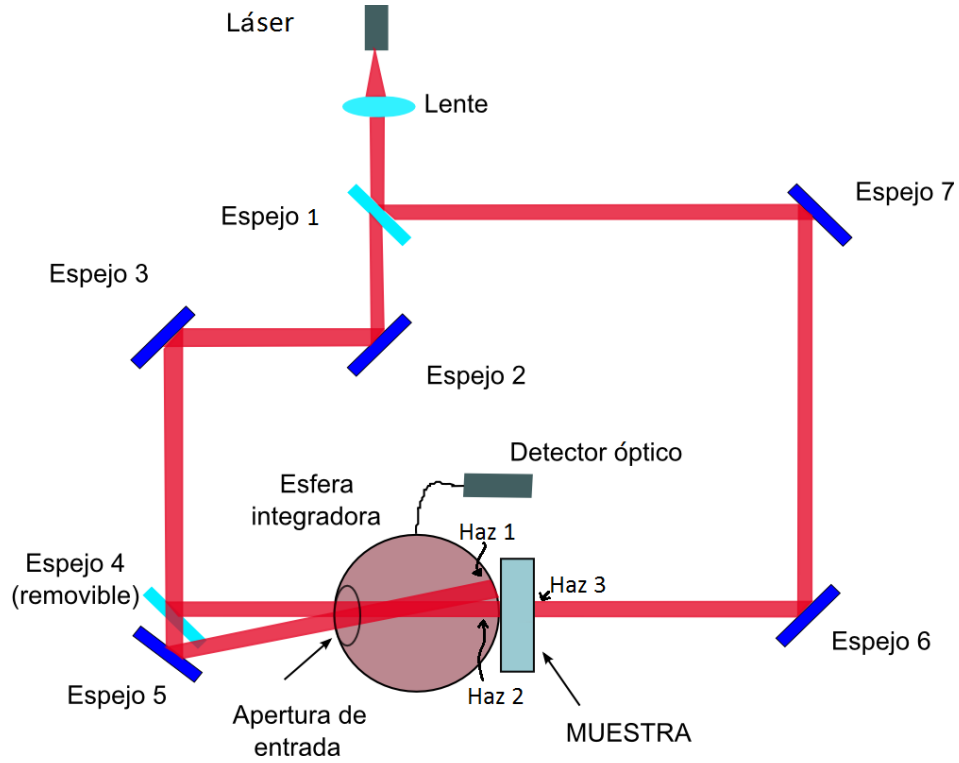 Láser
Lente
Espejo 1
Espejo 7
Espejo 3
Espejo 2
Detector óptico
Esfera
integradora
Haz 1
Espejo 4
(removible)
Haz 3
Espejo 6
Espejo 5
Haz 2
Apertura de
entrada
MUESTRA